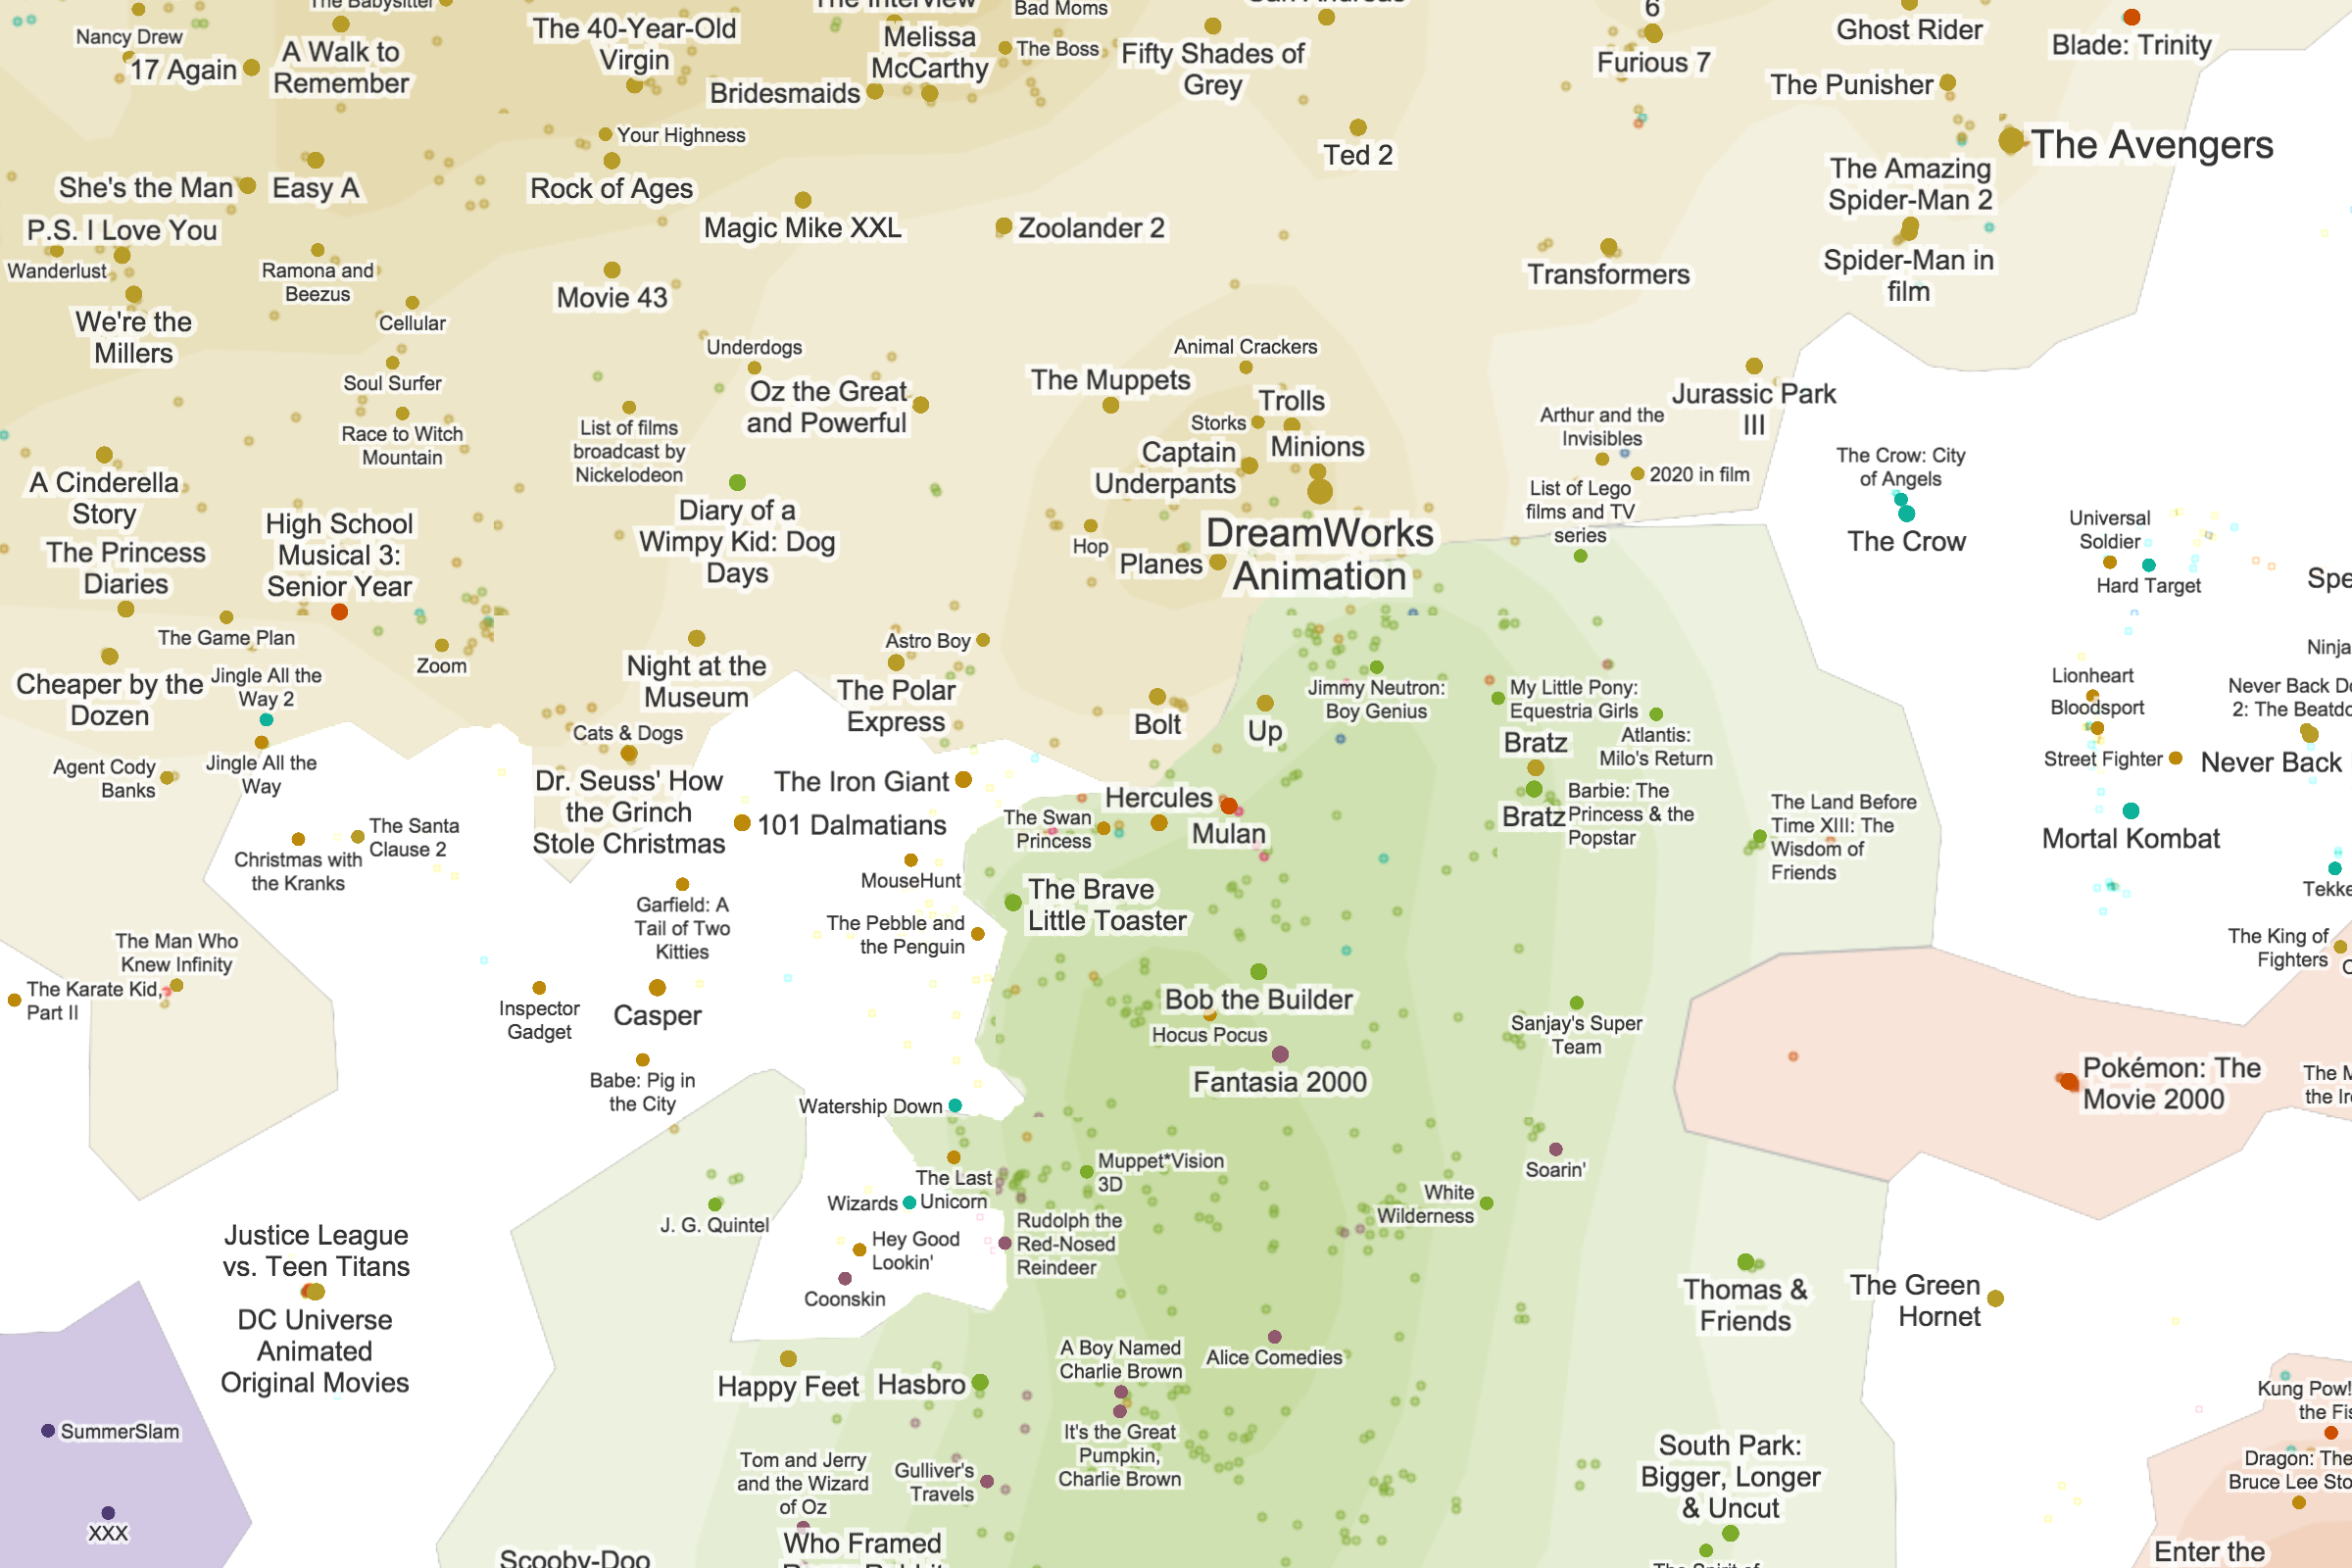 The Babysitter
Nancy Drew
17 Again
A Walk to
Remember
The 40-Year-Old
Virgin
The Interview
Melissa
McCarthy
Bad Moms
The Boss
Bridesmaids
San Andreas
Fifty Shades of
Grey
6
Furious 7
Ghost Rider
The Punisher
Blade: Trinity
Your Highness
Ted 2
The Avengers
She's the Man
Easy A
Rock of Ages
The Amazing
Spider-Man 2
P.S. I Love You
Wanderlust
Magic Mike XXL
Zoolander 2
Ramona and
Beezus
Movie 43
Transformers
Spider-Man in
film
We're the
Millers
Cellular
Underdogs
Animal Crackers
Soul Surfer
Oz the Great
and Powerful
The Muppets
Trolls
Storks
Minions
Jurassic Park
III
Arthur and the
Invisibles
Race to Witch
Mountain
List of films
broadcast by
Nickelodeon
Captain
Underpants
2020 in film
The Crow: City
of Angels
A Cinderella
Story
List of Lego
films and TV
series
High School
Musical 3:
Senior Year
Diary of a
Wimpy Kid: Dog
Days
Hop
Planes
DreamWorks
Animation
The Crow
Universal
Soldier
Hard Target
Spe
The Princess
Diaries
The Game Plan
Zoom
Astro Boy
Ninja
Cheaper by the
Dozen
Jingle All the
Way 2
Night at the
Museum
The Polar
Express
Bolt
Up
Jimmy Neutron:
Boy Genius
My Little Pony:
Equestria Girls
Lionheart
Bloodsport
Never Back Do
2: The Beatdo
Cats & Dogs
Bratz
Atlantis:
Milo's Return
Street Fighter
Never Back
Agent Cody
Banks
Jingle All the
Way
Dr. Seuss' How
the Grinch
Stole Christmas
The Iron Giant
101 Dalmatians
Hercules
The Swan
Princess
Mulan
Bratz
Barbie: The
Princess & the
Popstar
The Land Before
Time XIII: The
Wisdom of
Friends
Mortal Kombat
The Santa
Clause 2
Christmas with
the Kranks
MouseHunt
Tekke
Garfield: A
Tail of Two
Kitties
The Brave
Little Toaster
The Pebble and
the Penguin
The Man Who
Knew Infinity
The King of
Fighters
The Karate Kid,
Part II
Inspector
Gadget
Casper
Bob the Builder
Hocus Pocus
Sanjay's Super
Team
Babe: Pig in
the City
Fantasia 2000
Pokémon: The
Movie 2000
The M
the Ir
Watership Down
The Last
Unicorn
Muppet*Vision
3D
Soarin'
Wizards
White
Wilderness
J. G. Quintel
Justice League
vs. Teen Titans
Hey Good
Lookin'
Rudolph the
Red-Nosed
Reindeer
Coonskin
Thomas &
Friends
The Green
Hornet
DC Universe
Animated
Original Movies
A Boy Named
Charlie Brown
Alice Comedies
Happy Feet
Hasbro
Kung Pow!
the Fis
SummerSlam
It's the Great
Pumpkin,
Charlie Brown
South Park:
Bigger, Longer
& Uncut
Tom and Jerry
and the Wizard
of Oz
Gulliver's
Travels
Dragon: The
Bruce Lee Sto
XXX
Who Framed
Scooby-Doo
Enter the
The Spirit of